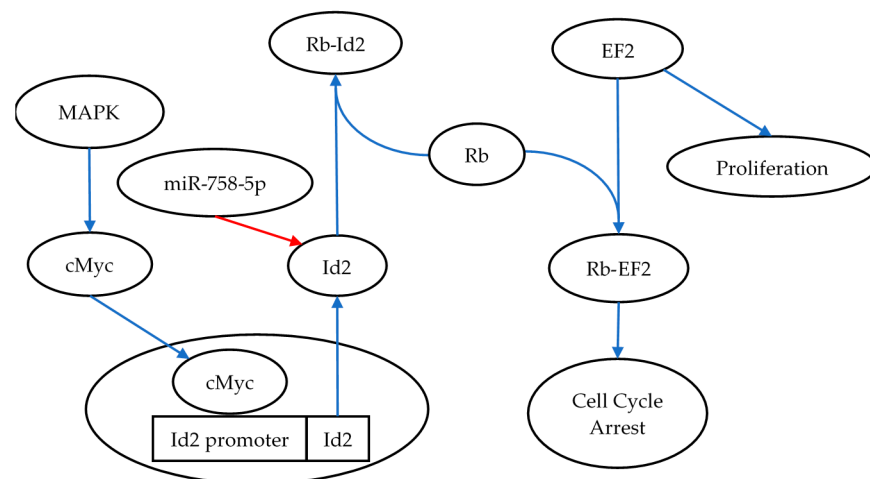 Rb-Id2
EF2
MAPK
Rb
Proliferation
miR-758-5p
cMyc
Id2
Rb-EF2
cMyc
Id2 promoter
Id2
Cell Cycle
Arrest